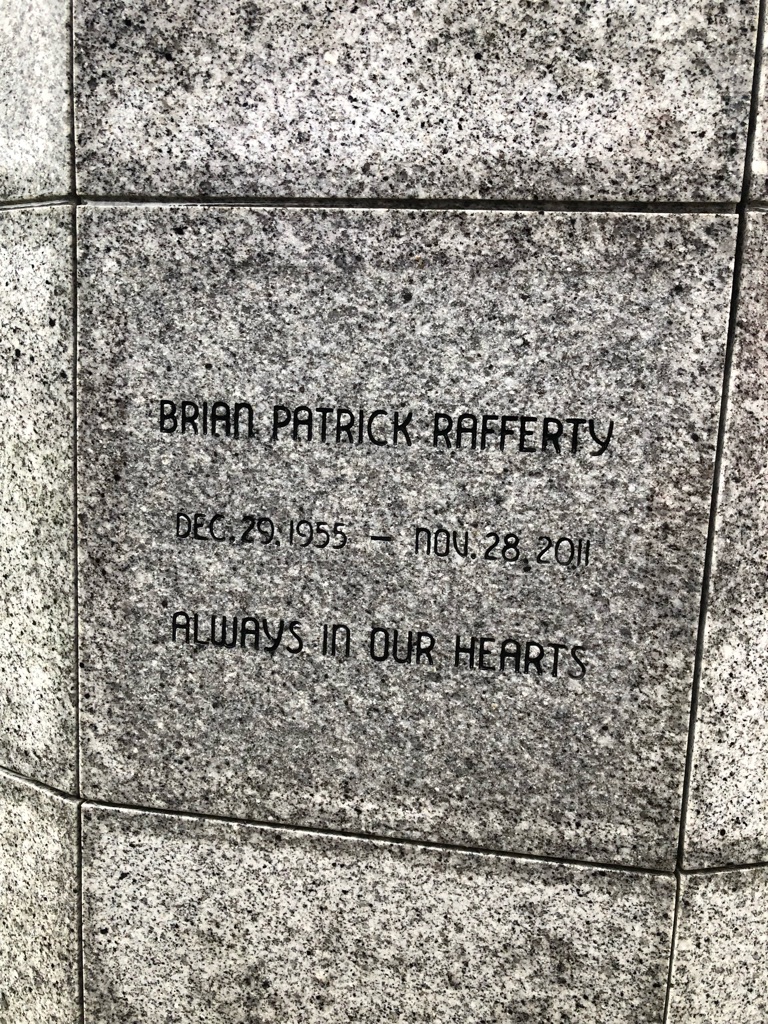 BRIAN PATRICK RAFFERTY
DEC. 29. 1955 — NOV. 28. 2011
ALWAYS IN OUR HEARTS